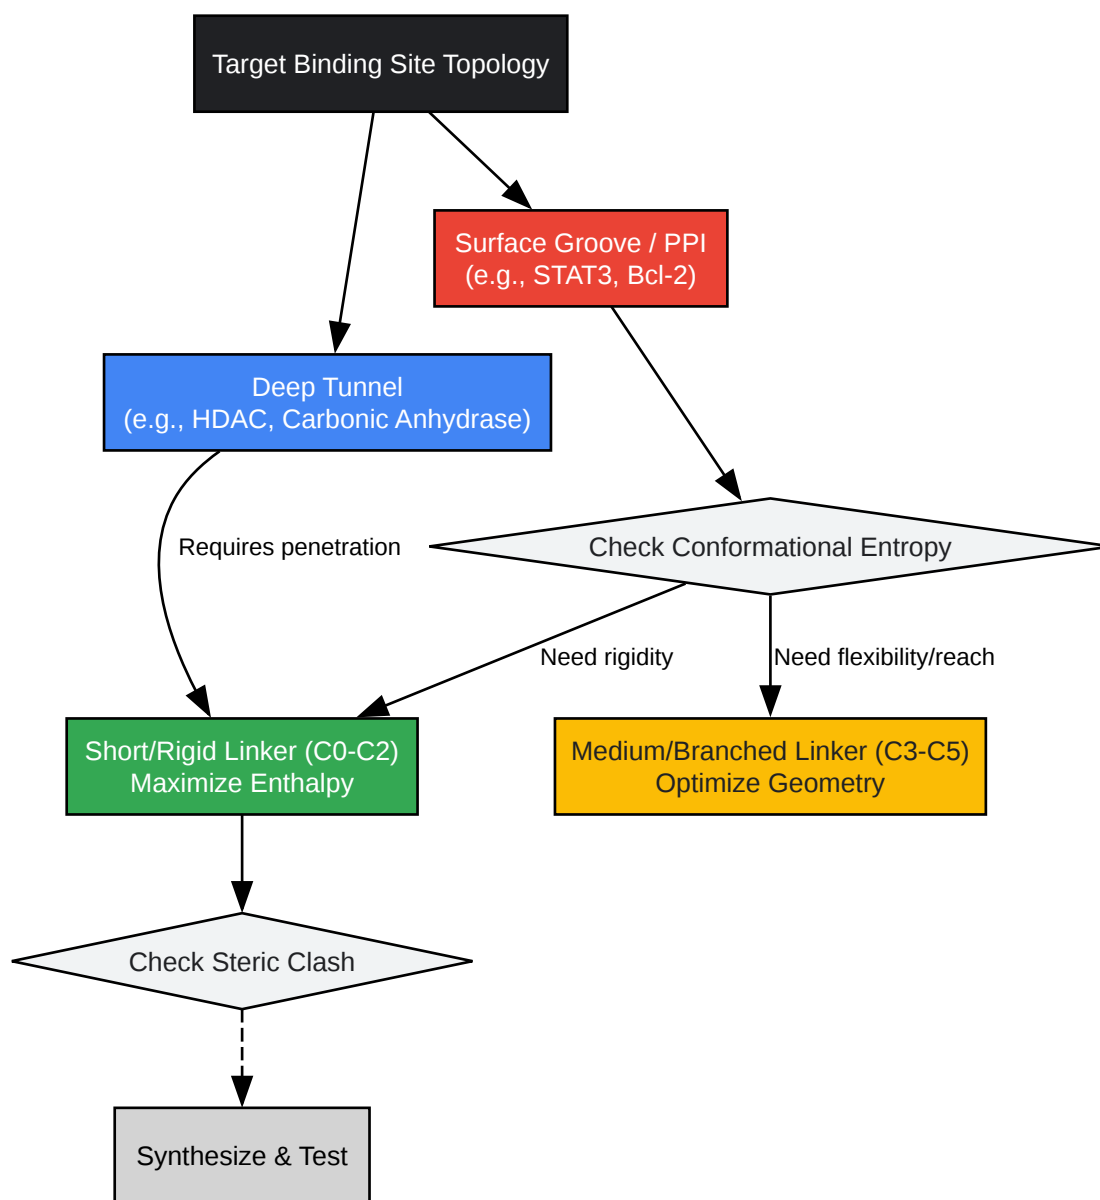 Target Binding Site Topology
Surface Groove / PPI
(e.g., STAT3, Bcl-2)
Deep Tunnel
(e.g., HDAC, Carbonic Anhydrase)
Requires penetration
Check Conformational Entropy
Need rigidity
Need flexibility/reach
Short/Rigid Linker (C0-C2)
Maximize Enthalpy
Medium/Branched Linker (C3-C5)
Optimize Geometry
Check Steric Clash
Synthesize & Test